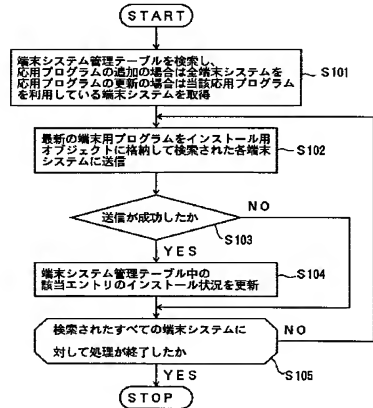 START
端末システム管理テーブルを検索し、
応用プログラムの追加の場合は全端末システムを
応用プログラムの更新の場合は当該応用プログラム
を利用している端末システムを取得
S101
最新の端末用プログラムをインストール用
オブジェクトに格納して検索された各端末
システムに送信
S102
送信が成功したか
NO
S103
YES
端末システム管理テーブル中の
該当エントリのインストール状況を更新
S104
検索されたすべての端末システムに
対して処理が終了したか
NO
YES
S105
STOP